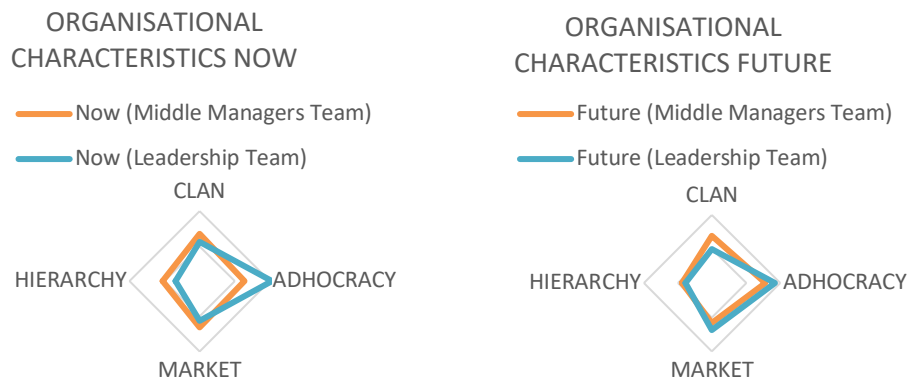 ORGANISATIONAL
CHARACTERISTICS NOW
Now (Middle Managers Team)
Now (Leadership Team)
CLAN
HIERARCHY
ADHOCRACY
MARKET
ORGANISATIONAL
CHARACTERISTICS FUTURE
Future (Middle Managers Team)
Future (Leadership Team)
CLAN
HIERARCHY
ADHOCRACY
MARKET